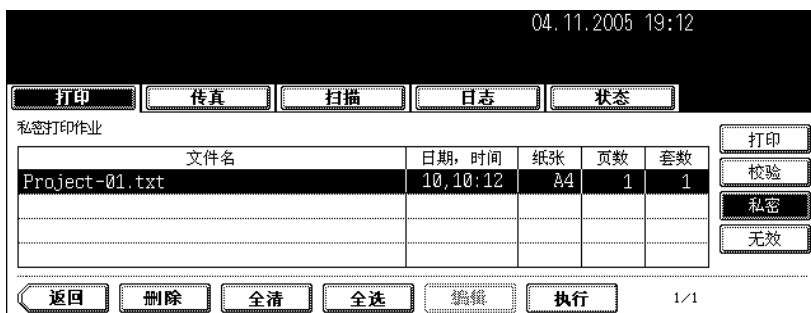 04.11.2005 19:12
打印 传真 扫描 日志 状态
私密打印作业
打印
文件名 日期，时间 纸张 页数 套数
校验
Project-01.txt 10,10:12 A4 1 1
私密
无效
返回 删除 全清 全选 编辑 执行 1/1